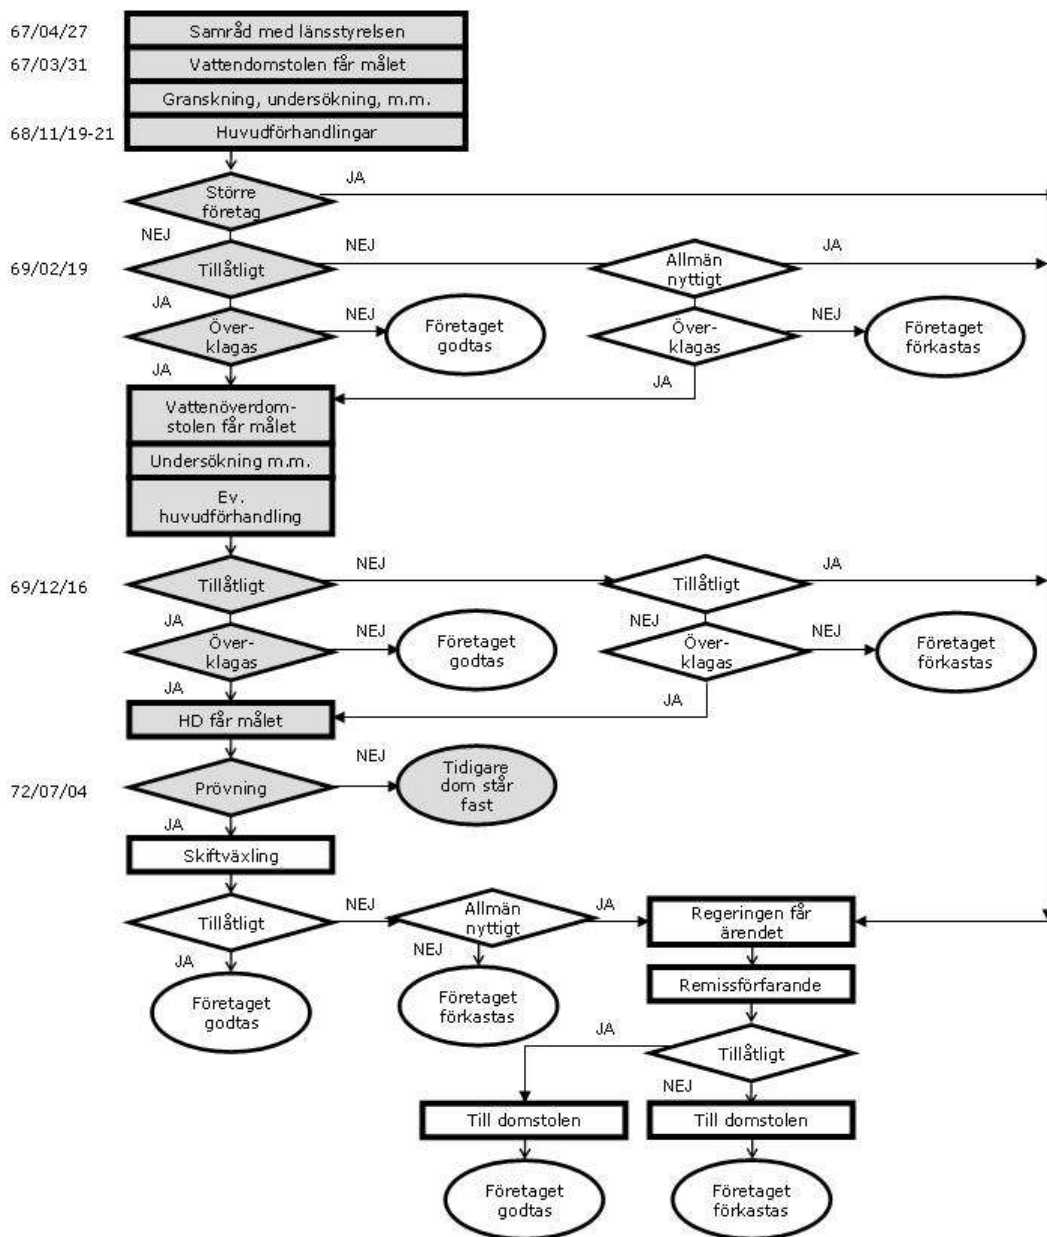 67/04/27
Samråd med länsstyrelsen
67/03/31
Vattendomstolen får målet
Granskning, undersökning, m.m.
68/11/19-21
Huvudförhandlingar
Större
företag
JA
NEJ
69/02/19
Tillåtligt
NEJ
Allmän
nyttigt
JA
JA
Över-
klagas
NEJ
Företaget
godtas
Över-
klagas
NEJ
Företaget
förkastas
JA
JA
Vattenöverdom-
stolen får målet
Undersökning m.m.
Ev.
huvudförhandling
69/12/16
Tillåtligt
NEJ
Tillåtligt
JA
JA
NEJ
Över-
klagas
NEJ
Företaget
godtas
Över-
klagas
NEJ
Företaget
förkastas
JA
JA
HD får målet
72/07/04
Prövning
NEJ
Tidigare
dom står
fast
JA
Skiftväxling
Tillåtligt
NEJ
Allmän
nyttigt
JA
Regeringen får
ärendet
JA
NEJ
Företaget
godtas
Företaget
förkastas
Remissförfarande
JA
Tillåtligt
NEJ
Till domstolen
Till domstolen
Företaget
godtas
Företaget
förkastas